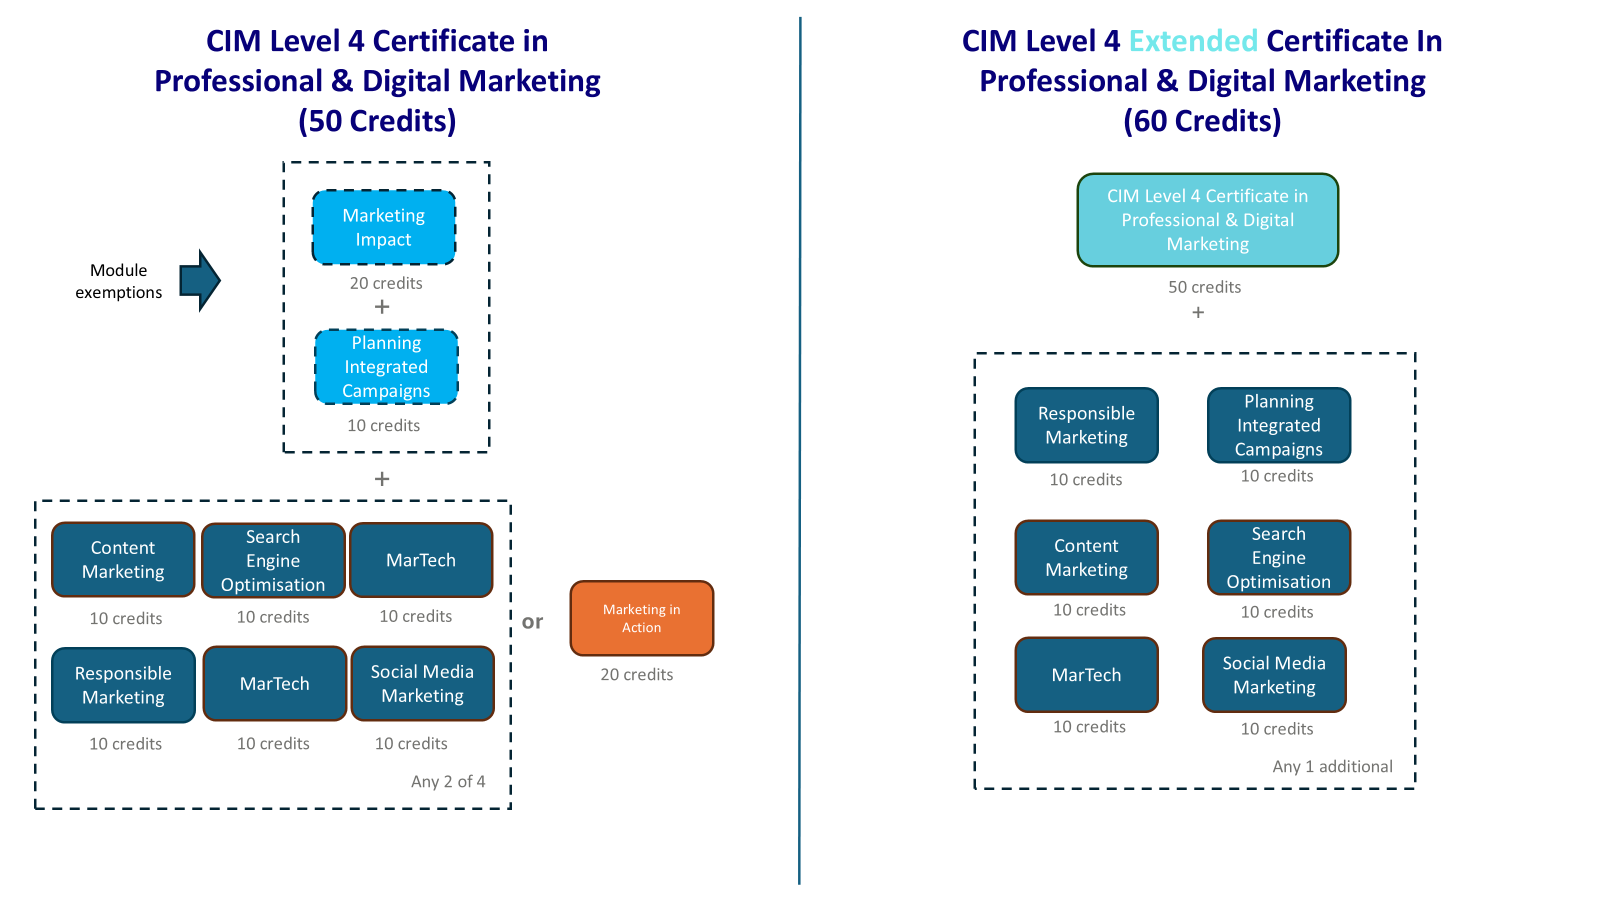 CIM Level 4 Certificate in
Professional & Digital Marketing
(50 Credits)
Module
exemptions
Marketing
Impact
20 credits
+
Planning
Integrated
Campaigns
10 credits
+
Content
Marketing
10 credits
Search
Engine
Optimisation
10 credits
MarTech
10 credits
Responsible
Marketing
10 credits
MarTech
10 credits
Social Media
Marketing
10 credits
Any 2 of 4
or
Marketing in
Action
20 credits
CIM Level 4 Extended Certificate In
Professional & Digital Marketing
(60 Credits)
CIM Level 4 Certificate in
Professional & Digital
Marketing
50 credits
+
Responsible
Marketing
10 credits
Planning
Integrated
Campaigns
10 credits
Content
Marketing
10 credits
Search
Engine
Optimisation
10 credits
MarTech
10 credits
Social Media
Marketing
10 credits
Any 1 additional